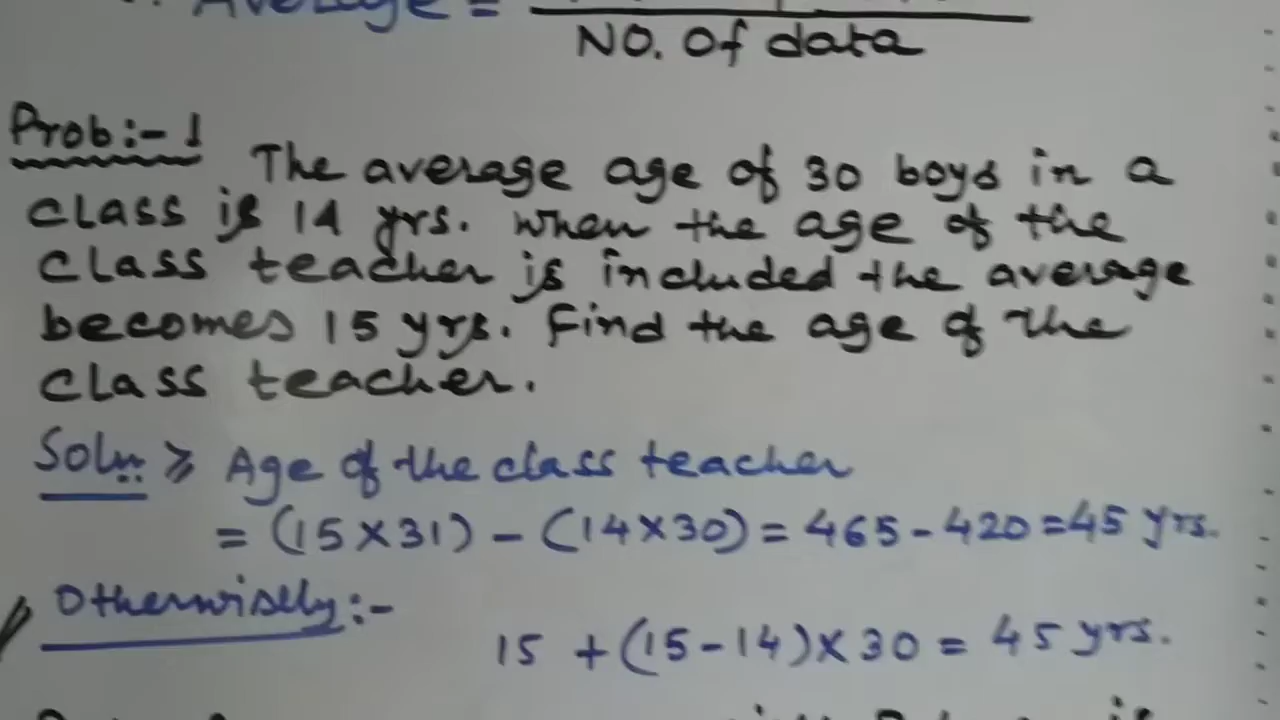 Average =
No. of data
Prob:- 1
The average age of 30 boys in a
class is 14 yrs. When the age of the
class teacher is included the average
becomes 15 yrs. Find the age of the
class teacher.
Soln. ⇒ Age of the class teacher
= (15×31) - (14×30) = 465 - 420 = 45 yrs.
Otherwisely:-
15 + (15-14)×30 = 45 yrs.